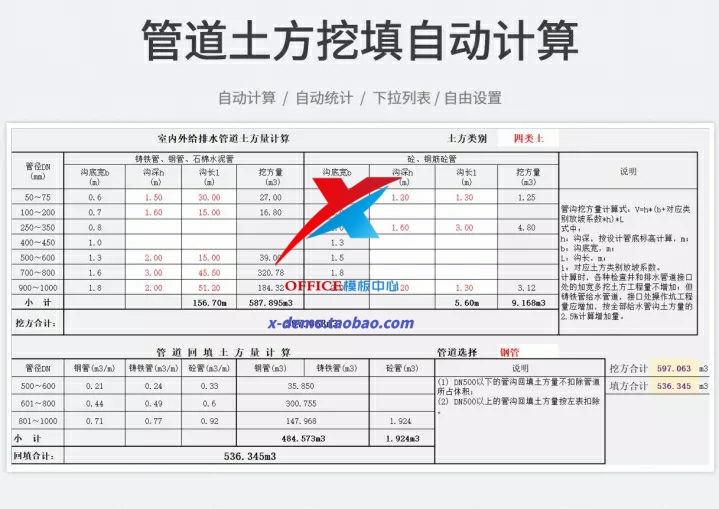 管道土方挖填自动计算
自动计算 / 自动统计 / 下拉列表 / 自由设置
室内外给排水管道土方量计算 土方类别 四类土
管径DN (mm) 铸铁管、钢管、石棉水泥管 砼、钢筋砼管 说明
沟底宽b (m) 沟深h (m) 沟长l (m) 挖方量 (m3) 沟底宽b (m) 沟深h (m) 沟长l (m) 挖方量 (m3)
50~75 0.6 1.50 30.00 27.00 1.20 1.30 1.25
100~200 0.7 1.60 15.00 16.80
250~350 0.8 1.60 3.00 4.80
400~450 1.0 1.3
500~600 1.3 2.00 15.00 39.00 1.5
700~800 1.6 3.00 45.50 320.78 1.8
900~1000 1.8 2.00 51.20 184.32 1.20 1.30 3.12
小 计 156.70m 587.895m3 5.60m 9.168m3
挖方合计:
管沟挖方量计算式: V=h*(b+对应类
别放坡系数*h)*L
式中:
h: 沟深, 按设计管底标高计算, m;
b: 沟底宽, m;
L: 沟长, m;
i: 对应土方类别放坡系数。
计算时, 各种检查井和排水管道接口
处的加宽多挖土方工程量不增加; 但
铸铁管给水管道, 接口处操作坑工程
量应增加, 按全部给水管沟土方量的
2.5%计算增加量。
OFFICE模板中心
x-demo.taobao.com
管道回填土方量计算 管道选择 钢管
管道DN 钢管(m3/m) 铸铁管(m3/m) 砼管(m3/m) 钢管(m3) 铸铁管(m3) 砼管(m3) 说明
500~600 0.21 0.24 0.33 35.850
601~800 0.44 0.49 0.6 300.755
801~1000 0.71 0.77 0.92 147.968 1.924
小 计 484.573m3 1.924m3
回填合计: 536.345m3
(1) DN500以下的管沟回填土方量不扣除管道
所占体积;
(2) DN500以上的管沟回填土方量按左表扣除
。
挖方合计 597.063 m3
填方合计 536.345 m3